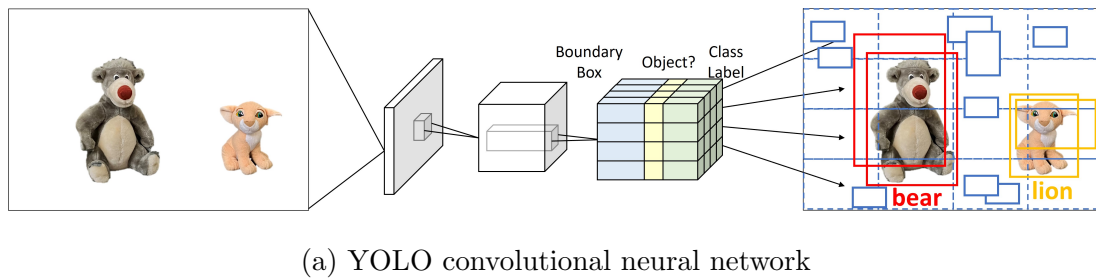 Boundary
Box
Object?
Class
Label
bear
lion
(a) YOLO convolutional neural network